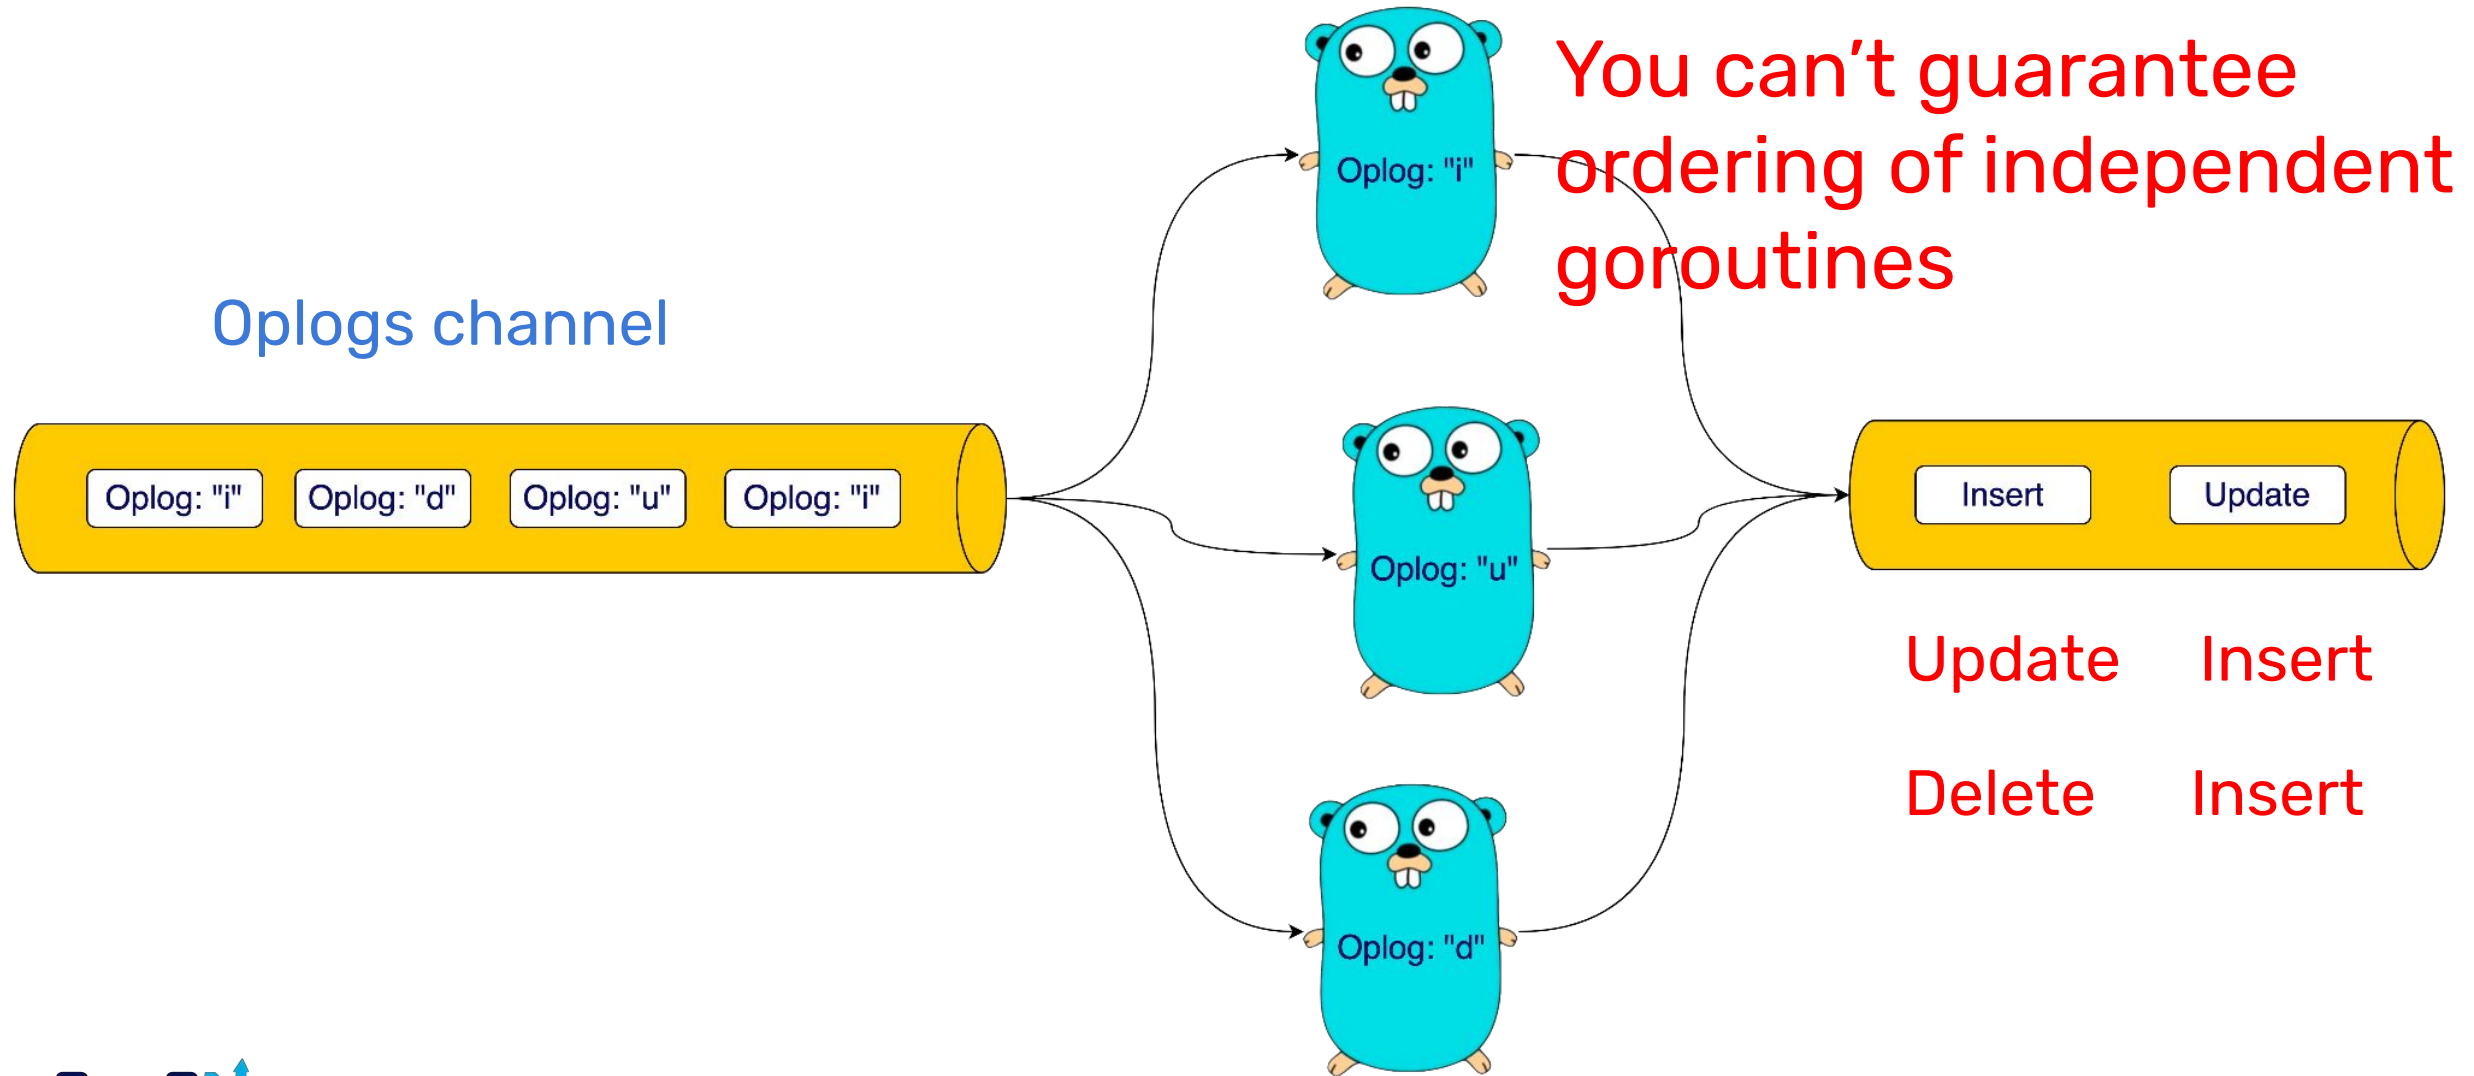 You can't guarantee
ordering of independent
goroutines
Oplog: "i"
Oplogs channel
Oplog: "i" Oplog: "d" Oplog: "u" Oplog: "i"
Oplog: "u"
Insert Update
Update Insert
Delete Insert
Oplog: "d"